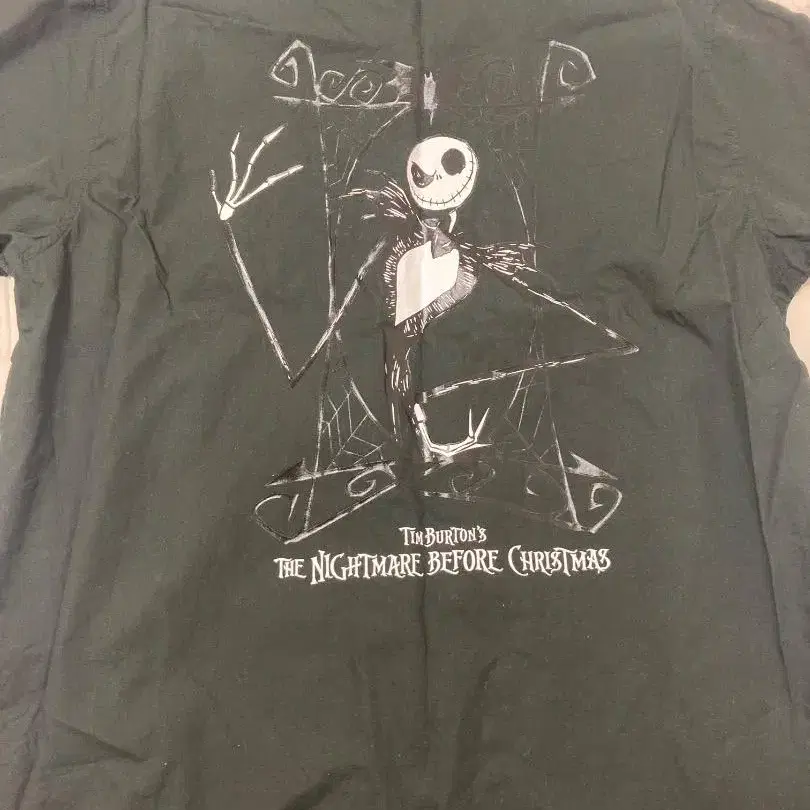 TIM BURTON'S
THE NIGHTMARE BEFORE CHRISTMAS